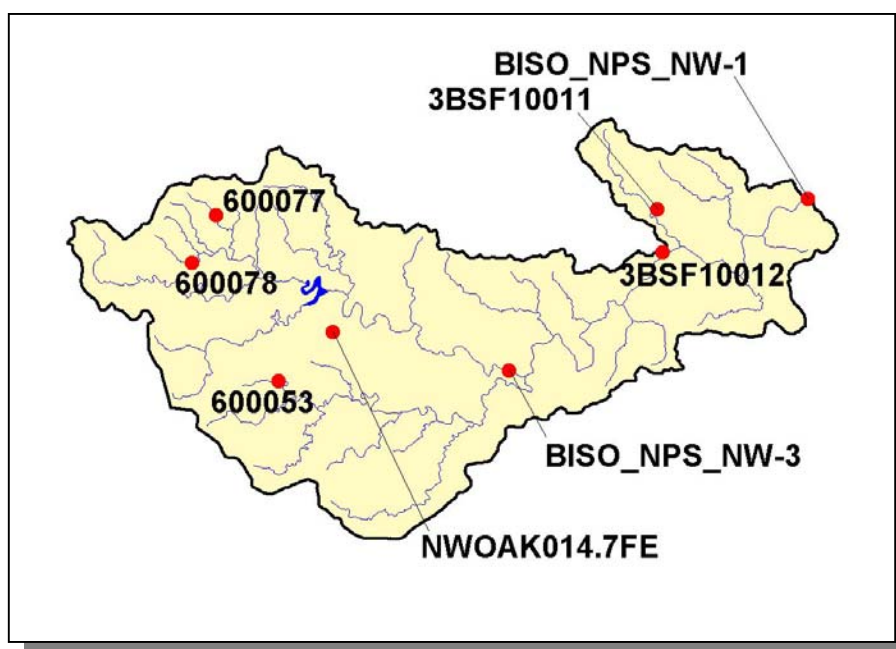 BISO_NPS_NW-1
3BSF10011
600077
600078
3BSF10012
600053
BISO_NPS_NW-3
NWOAK014.7FE